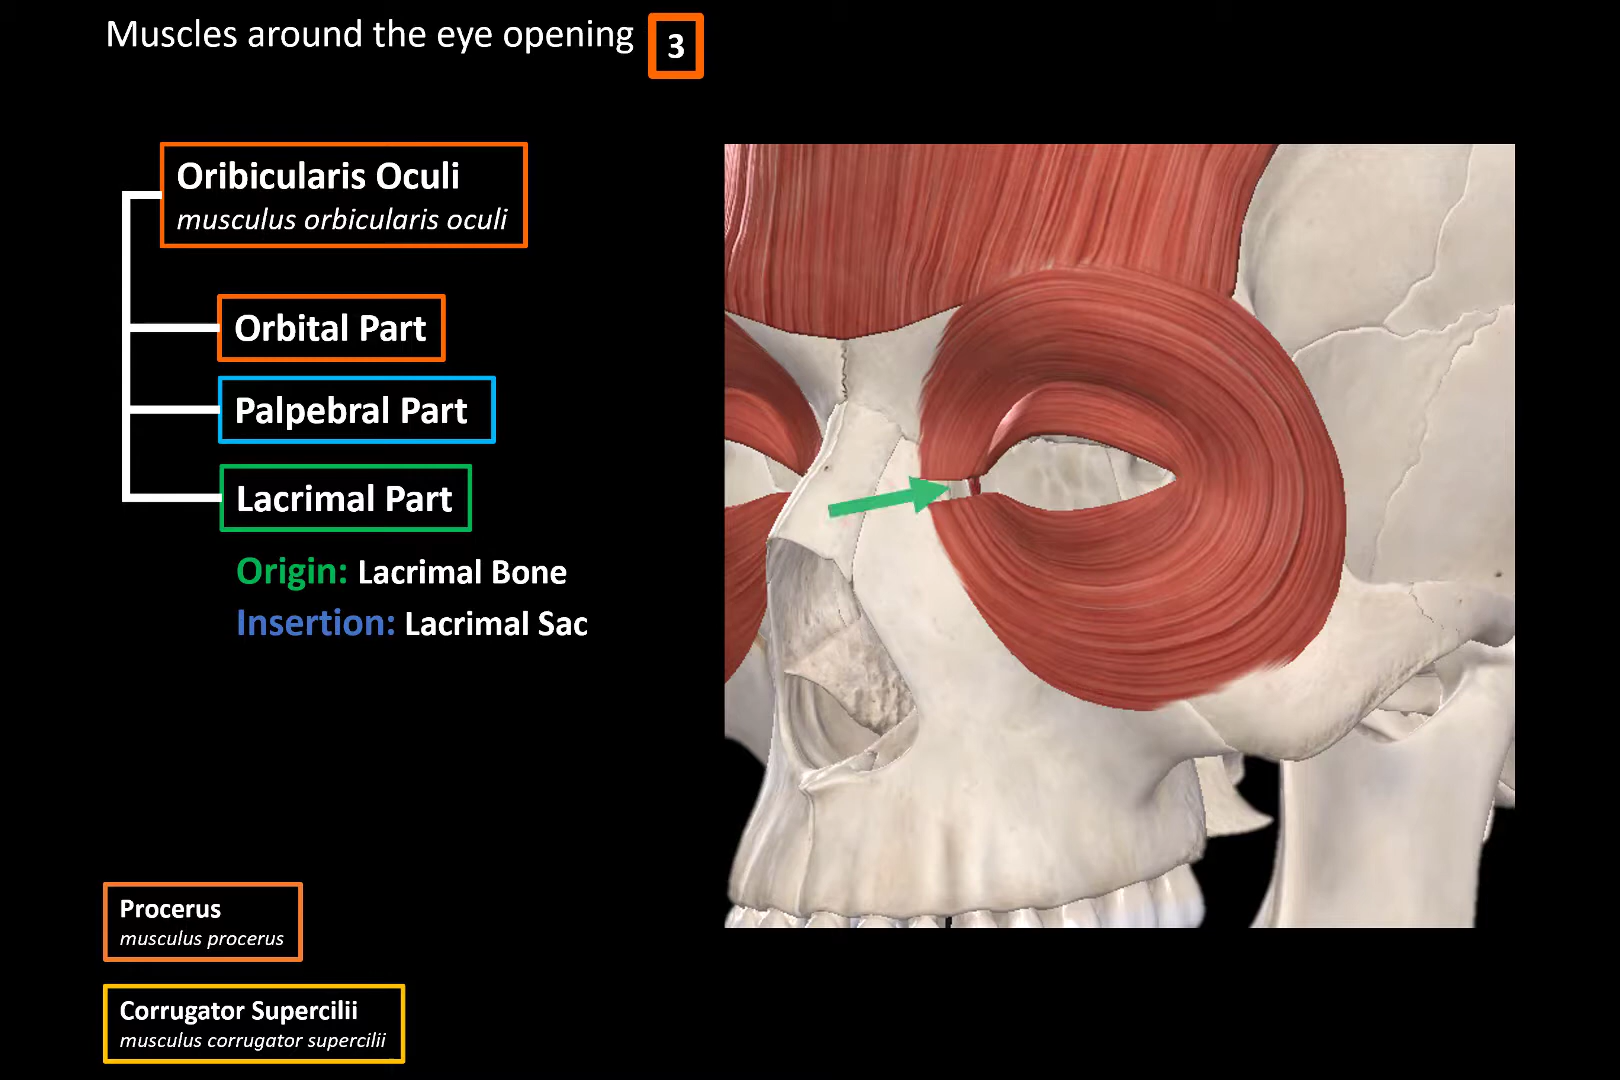 Muscles around the eye opening 3
Oribicularis Oculi
musculus orbicularis oculi
Orbital Part
Palpebral Part
Lacrimal Part
Origin: Lacrimal Bone
Insertion: Lacrimal Sac
Procerus
musculus procerus
Corrugator Supercilii
musculus corrugator supercilii